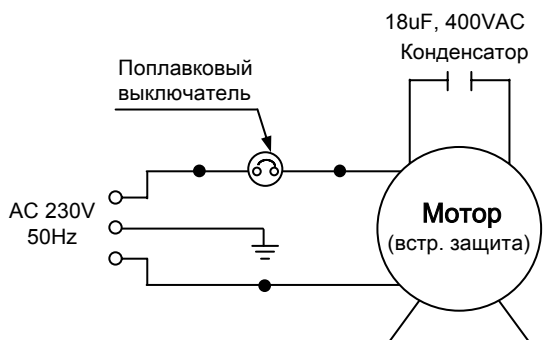 18uF, 400VAC
Конденсатор
Поплавковый
выключатель
AC 230V
50Hz
Мотор
(встр. защита)